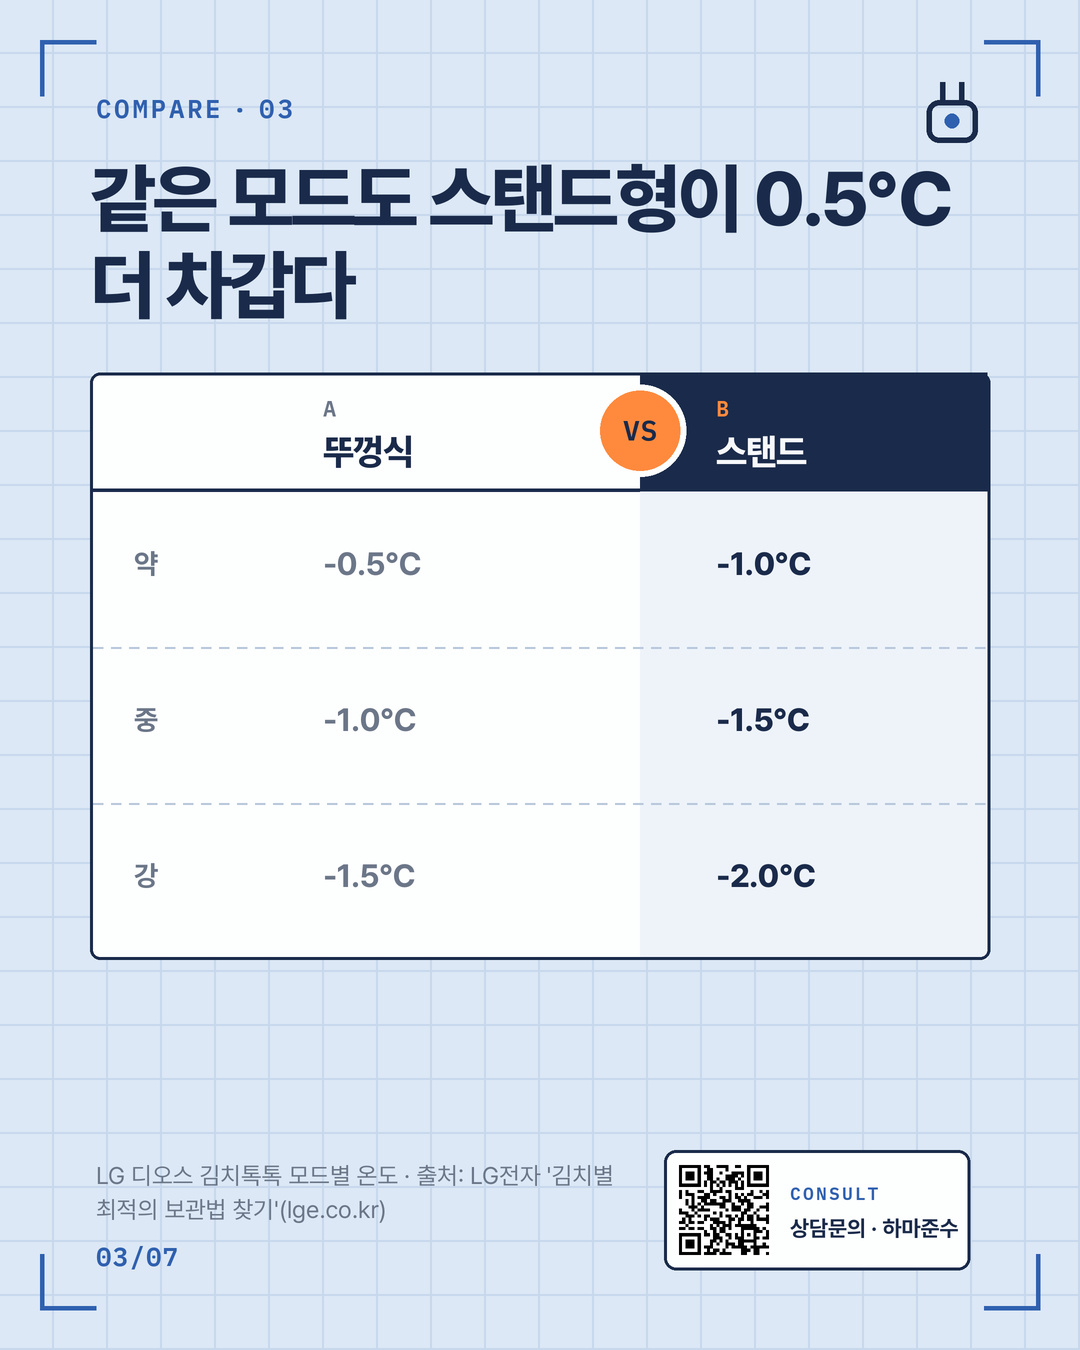 COMPARE · 03
같은 모드도 스탠드형이 0.5°C
더 차갑다
A
뚜껑식
VS
B
스탠드
약 -0.5°C -1.0°C
중 -1.0°C -1.5°C
강 -1.5°C -2.0°C
LG 디오스 김치톡톡 모드별 온도 · 출처: LG전자 '김치별
최적의 보관법 찾기'(lge.co.kr)
03/07
CONSULT
상담문의 · 하마준수